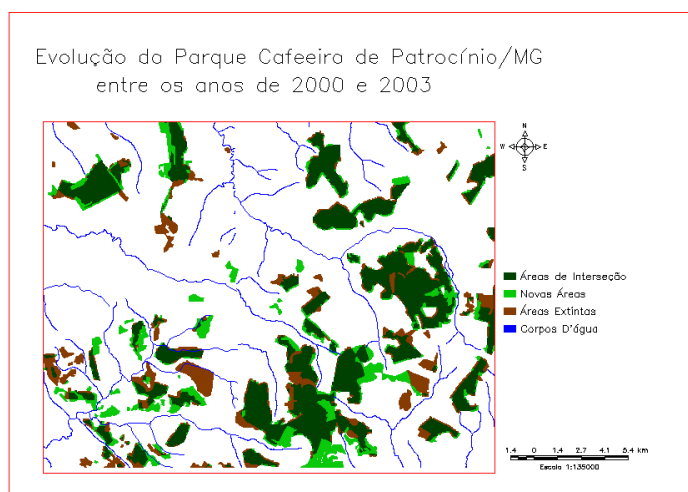 Evolução do Parque Cafeeiro de Patrocínio/MG
entre os anos de 2000 e 2003
N
W E
S
Áreas de Interseção
Novas Áreas
Áreas Extintas
Corpos D'água
1.4 0 1.4 2.7 4.1 5.4 km
Escala 1:135000